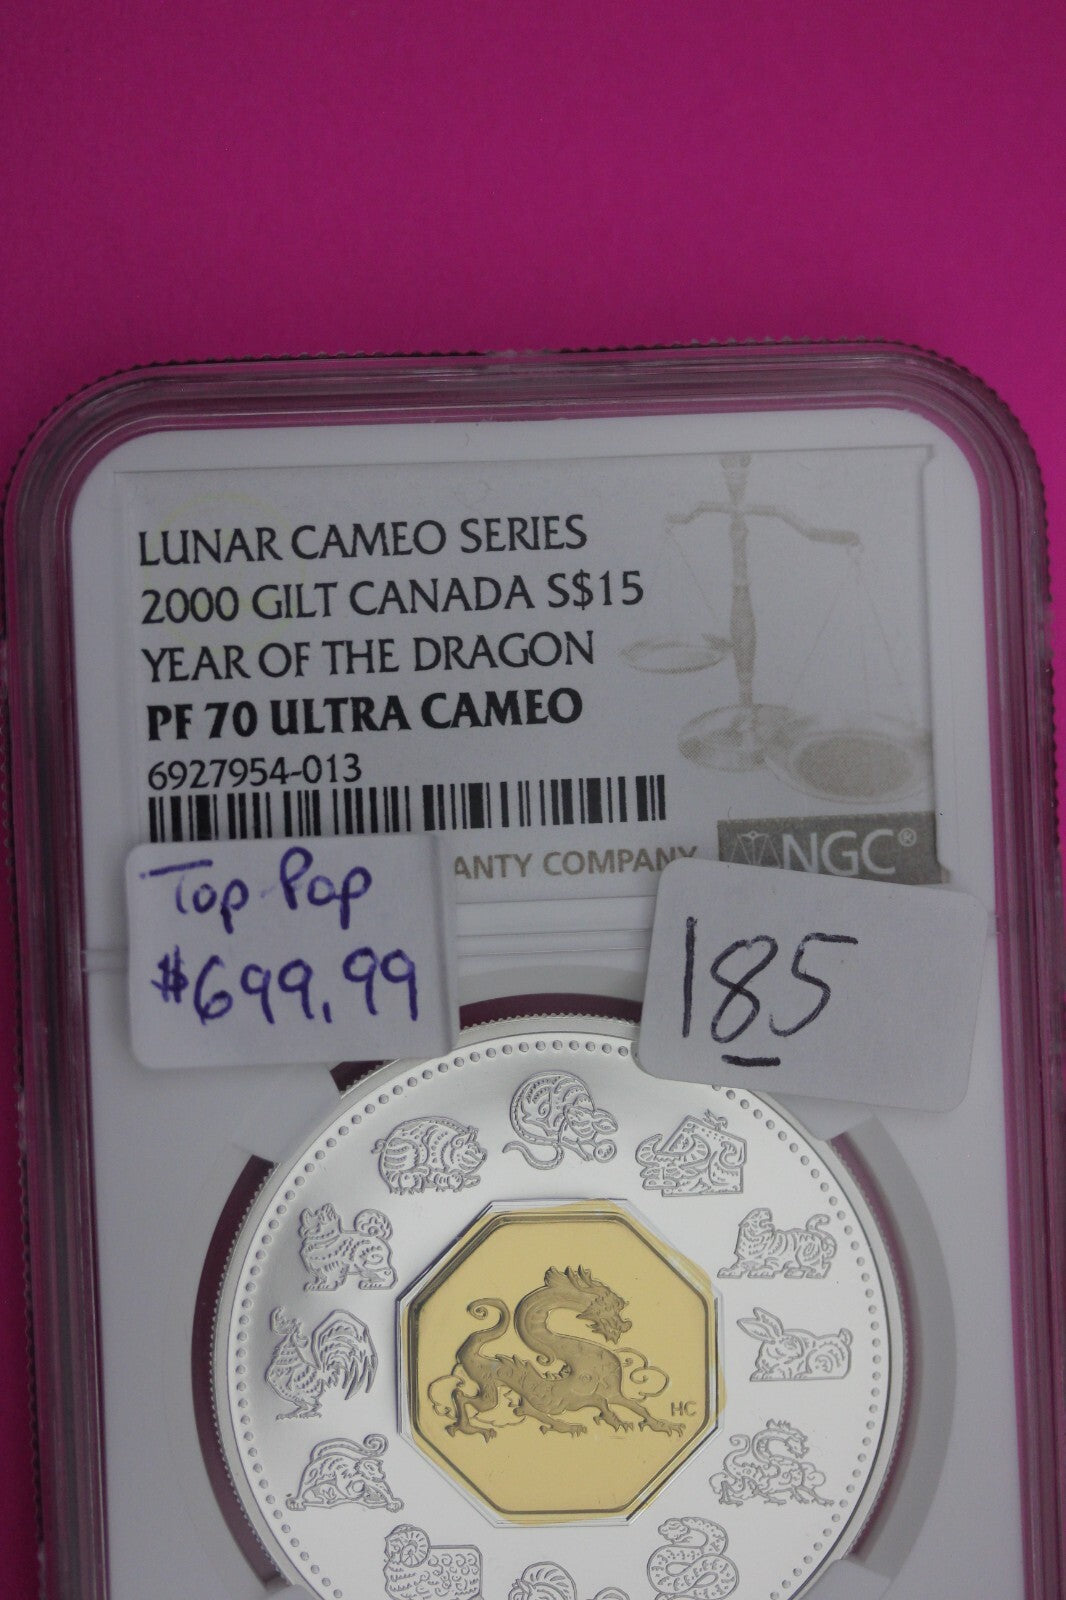 LUNAR CAMEO SERIES
2000 GILT CANADA S$15
YEAR OF THE DRAGON
PF 70 ULTRA CAMEO
6927954-013
ANTY COMPANY
NGC®
Top Pop
$699.99
185
HC